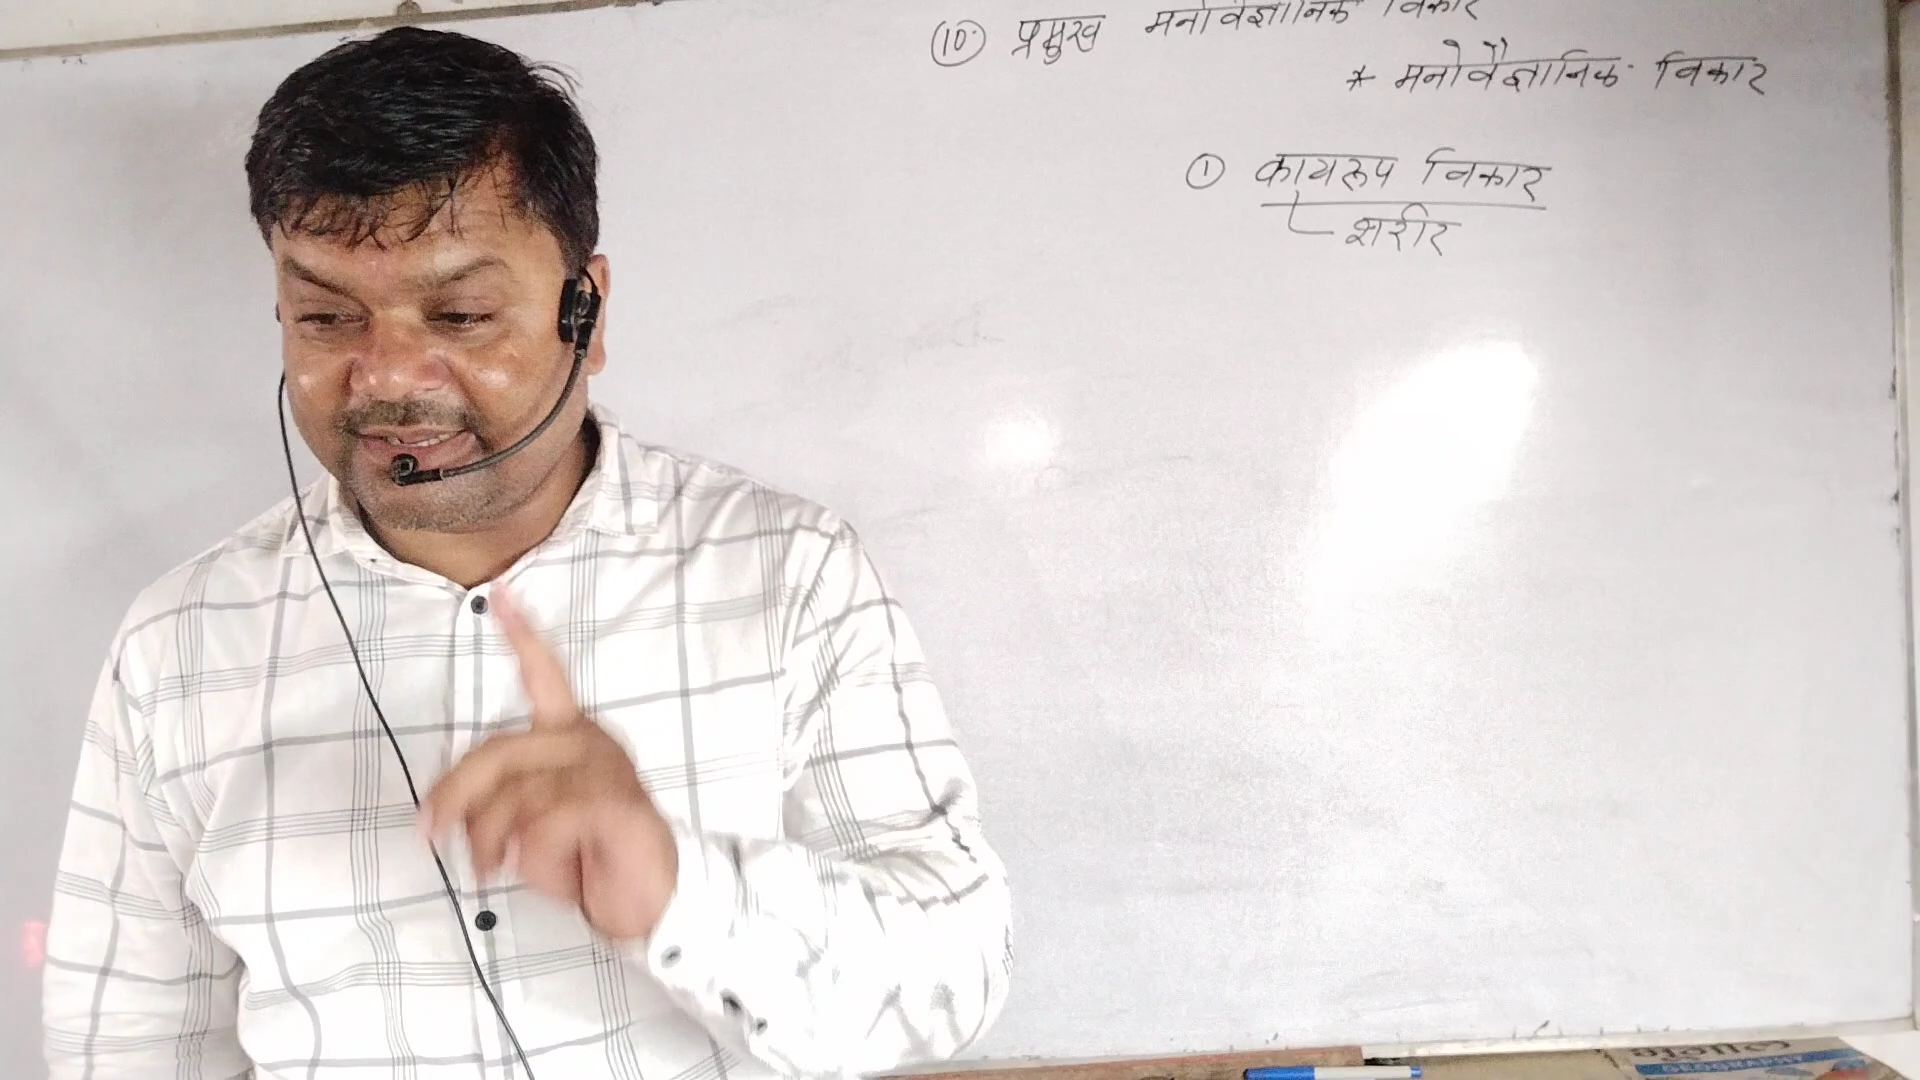 (10) प्रमुख मनोवैज्ञानिक विकार
* मनोवैज्ञानिक विकार
① कायरूप विकार
शरीर